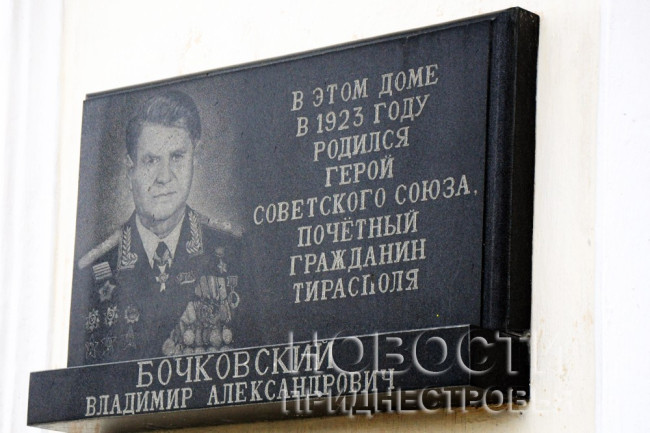 В ЭТОМ ДОМЕ
В 1923 ГОДУ
РОДИЛСЯ
ГЕРОЙ
СОВЕТСКОГО СОЮЗА,
ПОЧЁТНЫЙ
ГРАЖДАНИН
ТИРАСПОЛЯ
БОЧКОВСКИЙ
ВЛАДИМИР АЛЕКСАНДРОВИЧ
НОВОСТИ
ПРИДНЕСТРОВЬЯ